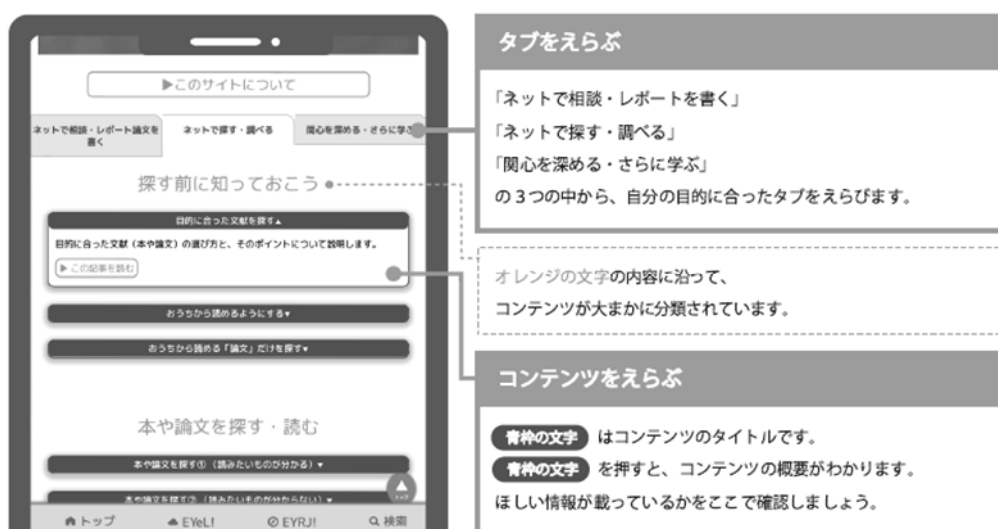 ▶このサイトについて
ネットで相談・レポート論文を
書く
ネットで探す・調べる
関心を深める・さらに学ぶ
探す前に知っておこう
目的に合った文献を探す▲
目的に合った文献（本や論文）の選び方と、そのポイントについて説明します。
▶ この記事を読む
おうちから読めるようにする▼
おうちから読める「論文」だけを探す▼
本や論文を探す・読む
本や論文を探す①（読みたいものが分かる）▼
本や論文を探す②（読みたいものが分からない）▼
トップ
トップ
EYeL!
EYRJ!
検索
タブをえらぶ
「ネットで相談・レポートを書く」
「ネットで探す・調べる」
「関心を深める・さらに学ぶ」
の３つの中から、自分の目的に合ったタブをえらびます。
オレンジの文字の内容に沿って、
コンテンツが大まかに分類されています。
コンテンツをえらぶ
青枠の文字 はコンテンツのタイトルです。
青枠の文字 を押すと、コンテンツの概要がわかります。
ほしい情報が載っているかをここで確認しましょう。